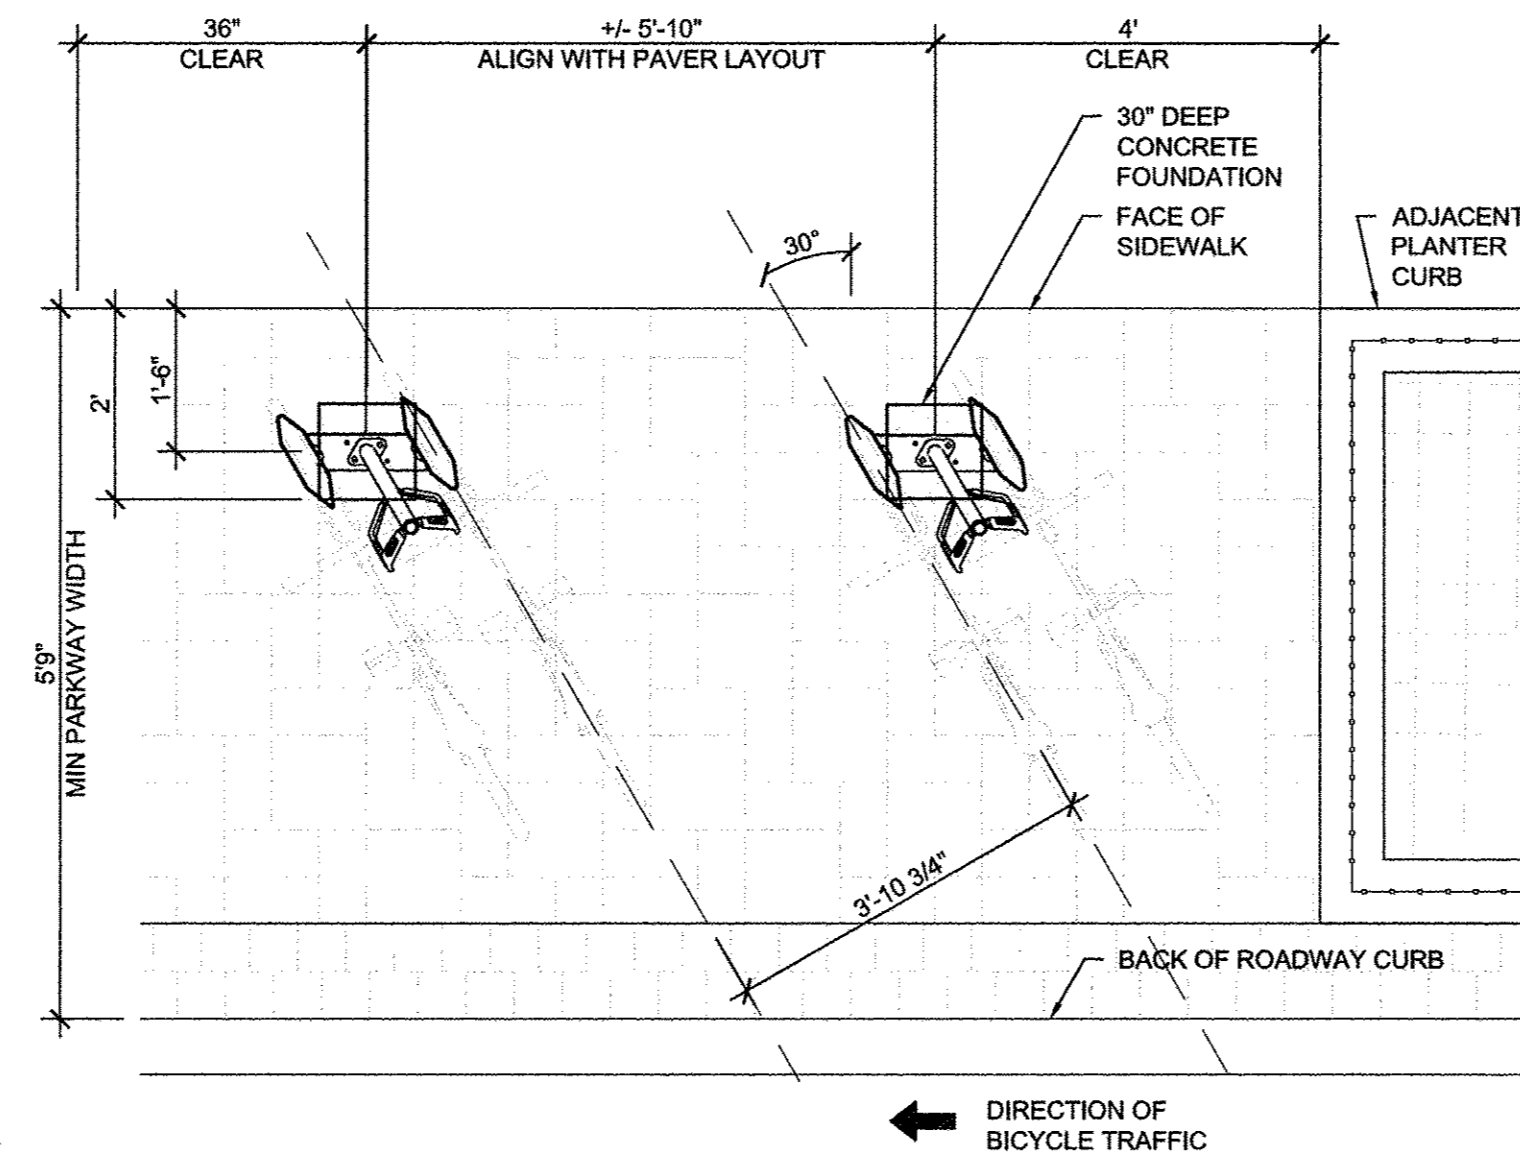 36" +/- 5'-10" 4'
CLEAR ALIGN WITH PAVER LAYOUT CLEAR
30" DEEP
CONCRETE
FOUNDATION
FACE OF
SIDEWALK
ADJACENT
PLANTER
CURB
30°
2'
1'-6"
5'9"
MIN PARKWAY WIDTH
3'-10 3/4"
BACK OF ROADWAY CURB
DIRECTION OF
BICYCLE TRAFFIC